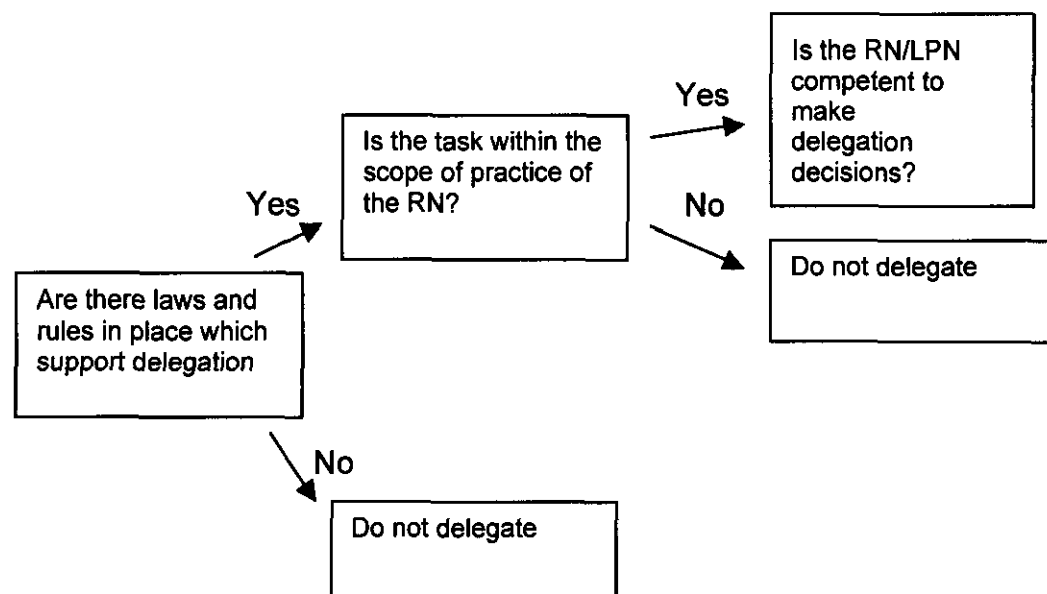 Are there laws and
rules in place which
support delegation
Yes
Is the task within the
scope of practice of
the RN?
Yes
Is the RN/LPN
competent to
make
delegation
decisions?
No
Do not delegate
No
Do not delegate